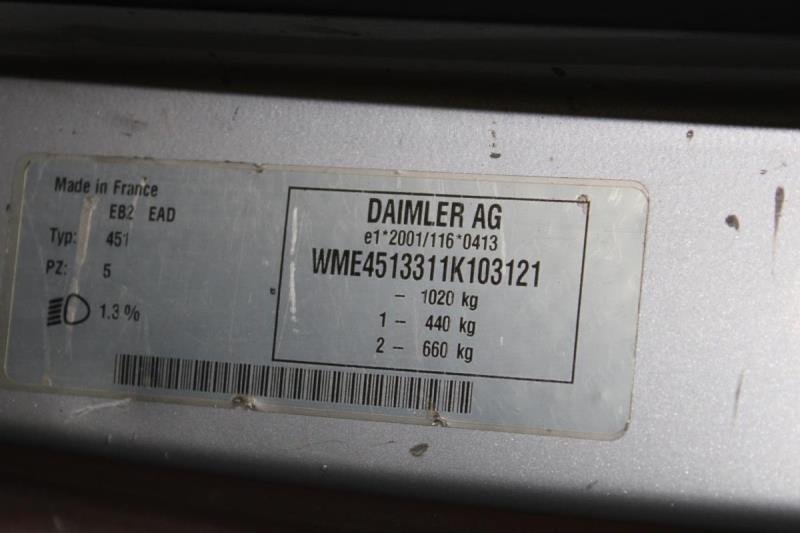 Made in France
EB2 EAD
Typ: 451
PZ: 5
1.3 %
DAIMLER AG
e1*2001/116*0413
WME4513311K103121
– 1020 kg
1 – 440 kg
2 – 660 kg